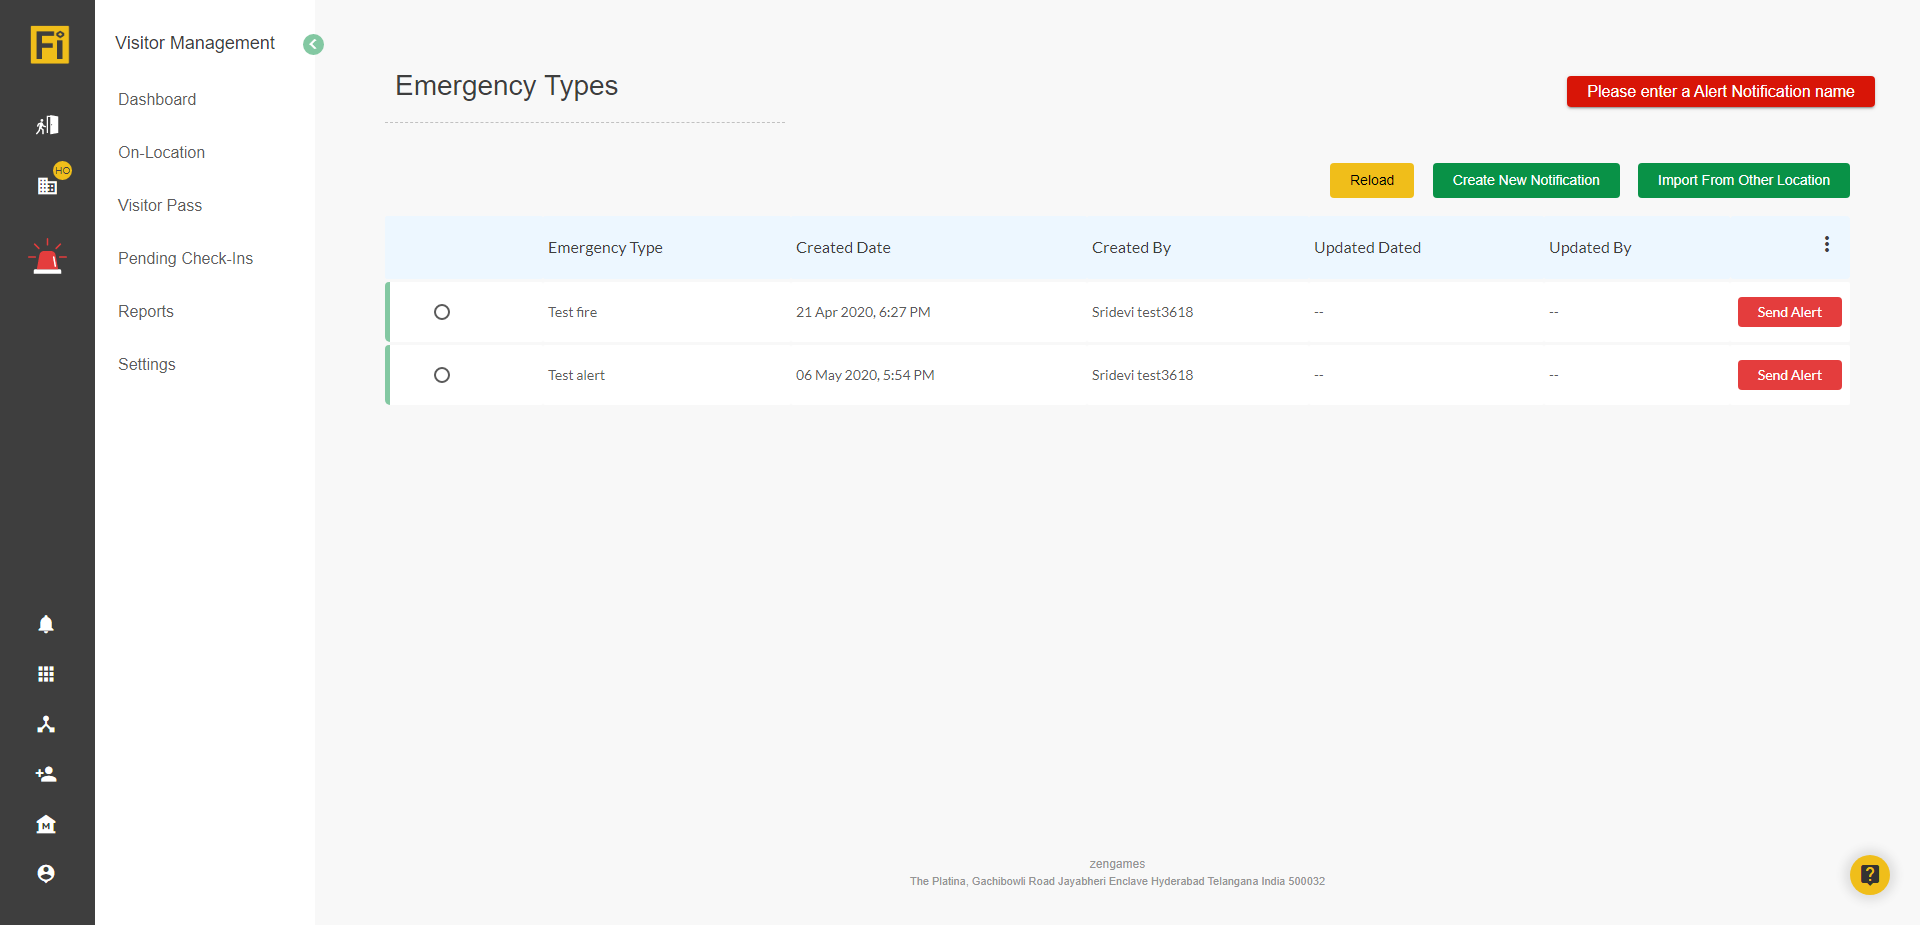 Fi
Visitor Management
Dashboard
On-Location
Visitor Pass
Pending Check-Ins
Reports
Settings
HO
M
Emergency Types
Please enter a Alert Notification name
Reload Create New Notification Import From Other Location
Emergency Type Created Date Created By Updated Dated Updated By
Test fire 21 Apr 2020, 6:27 PM Sridevi test3618 -- -- Send Alert
Test alert 06 May 2020, 5:54 PM Sridevi test3618 -- -- Send Alert
zengames
The Platina, Gachibowli Road Jayabheri Enclave Hyderabad Telangana India 500032
?